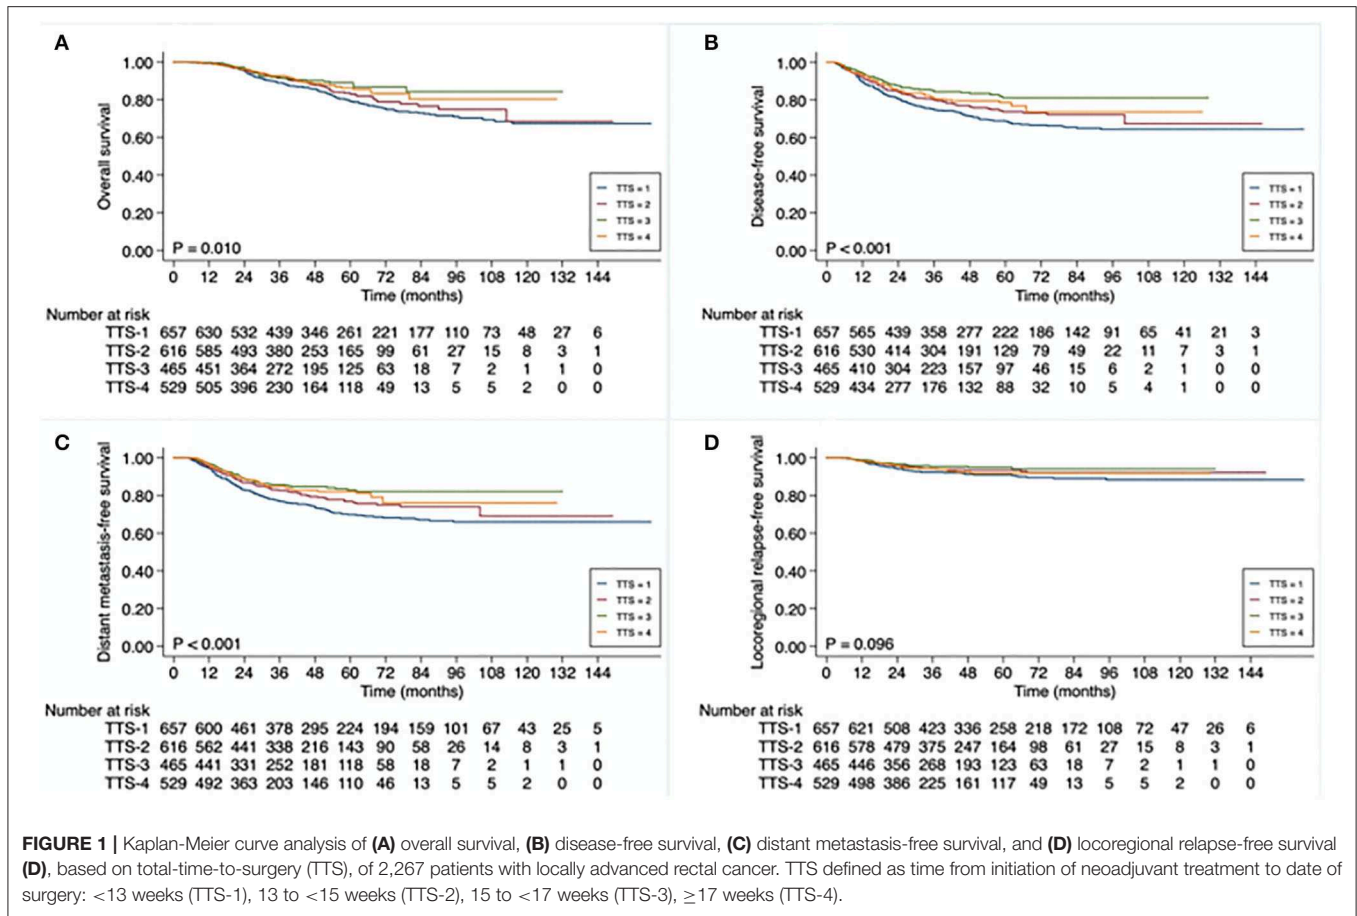 A
1.00
0.80
0.60
0.40
0.20
0.00
Overall survival
TTS = 1
TTS = 2
TTS = 3
TTS = 4
P = 0.010
0 12 24 36 48 60 72 84 96 108 120 132 144
Time (months)
Number at risk
TTS-1 657 630 532 439 346 261 221 177 110 73 48 27 6
TTS-2 616 585 493 380 253 165 99 61 27 15 8 3 1
TTS-3 465 451 364 272 195 125 63 18 7 2 1 1 0
TTS-4 529 505 396 230 164 118 49 13 5 5 2 0 0
B
1.00
0.80
0.60
0.40
0.20
0.00
Disease-free survival
TTS = 1
TTS = 2
TTS = 3
TTS = 4
P < 0.001
0 12 24 36 48 60 72 84 96 108 120 132 144
Time (months)
Number at risk
TTS-1 657 565 439 358 277 222 186 142 91 65 41 21 3
TTS-2 616 530 414 304 191 129 79 49 22 11 7 3 1
TTS-3 465 410 304 223 157 97 46 15 6 2 1 0 0
TTS-4 529 434 277 176 132 88 32 10 5 4 1 0 0
C
1.00
0.80
0.60
0.40
0.20
0.00
Distant metastasis-free survival
TTS = 1
TTS = 2
TTS = 3
TTS = 4
P < 0.001
0 12 24 36 48 60 72 84 96 108 120 132 144
Time (months)
Number at risk
TTS-1 657 600 461 378 295 224 194 159 101 67 43 25 5
TTS-2 616 562 441 338 216 143 90 58 26 14 8 3 1
TTS-3 465 441 331 252 181 118 58 18 7 2 1 1 0
TTS-4 529 492 363 203 146 110 46 13 5 5 2 0 0
D
1.00
0.80
0.60
0.40
0.20
0.00
Locoregional relapse-free survival
TTS = 1
TTS = 2
TTS = 3
TTS = 4
P = 0.096
0 12 24 36 48 60 72 84 96 108 120 132 144
Time (months)
Number at risk
TTS-1 657 621 508 423 336 258 218 172 108 72 47 26 6
TTS-2 616 578 479 375 247 164 98 61 27 15 8 3 1
TTS-3 465 446 356 268 193 123 63 18 7 2 1 1 0
TTS-4 529 498 386 225 161 117 49 13 5 5 2 0 0
FIGURE 1 | Kaplan-Meier curve analysis of (A) overall survival, (B) disease-free survival, (C) distant metastasis-free survival, and (D) locoregional relapse-free survival
(D), based on total-time-to-surgery (TTS), of 2,267 patients with locally advanced rectal cancer. TTS defined as time from initiation of neoadjuvant treatment to date of
surgery: <13 weeks (TTS-1), 13 to <15 weeks (TTS-2), 15 to <17 weeks (TTS-3), ≥17 weeks (TTS-4).